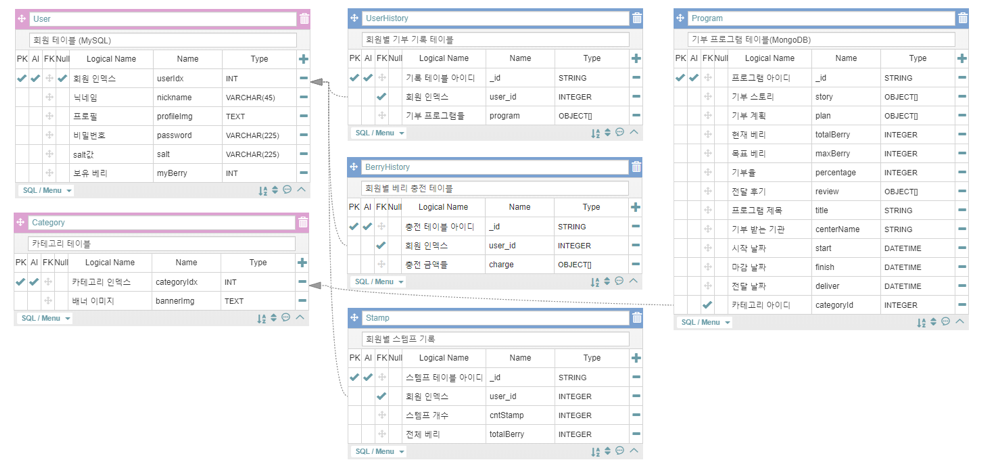 User
회원 테이블 (MySQL)
PK AI FK Null Logical Name Name Type
회원 인덱스 userIdx INT
닉네임 nickname VARCHAR(45)
프로필 profileImg TEXT
비밀번호 password VARCHAR(225)
salt값 salt VARCHAR(225)
보유 베리 myBerry INT
SQL / Menu
Category
카테고리 테이블
PK AI FK Null Logical Name Name Type
카테고리 인덱스 categoryIdx INT
배너 이미지 bannerImg TEXT
SQL / Menu
UserHistory
회원별 기부 기록 테이블
PK AI FK Null Logical Name Name Type
기록 테이블 아이디 _id STRING
회원 인덱스 user_id INTEGER
기부 프로그램들 program OBJECT[]
SQL / Menu
BerryHistory
회원별 베리 충전 테이블
PK AI FK Null Logical Name Name Type
충전 테이블 아이디 _id STRING
회원 인덱스 user_id INTEGER
충전 금액들 charge OBJECT[]
SQL / Menu
Stamp
회원별 스템프 기록
PK AI FK Null Logical Name Name Type
스템프 테이블 아이디 _id STRING
회원 인덱스 user_id INTEGER
스템프 개수 cntStamp INTEGER
전체 베리 totalBerry INTEGER
SQL / Menu
Program
기부 프로그램 테이블(MongoDB)
PK AI FK Null Logical Name Name Type
프로그램 아이디 _id STRING
기부 스토리 story OBJECT[]
기부 계획 plan OBJECT[]
현재 베리 totalBerry INTEGER
목표 베리 maxBerry INTEGER
기부율 percentage INTEGER
전달 후기 review OBJECT[]
프로그램 제목 title STRING
기부 받는 기관 centerName STRING
시작 날짜 start DATETIME
마감 날짜 finish DATETIME
전달 날짜 deliver DATETIME
카테고리 아이디 categoryId INTEGER
SQL / Menu